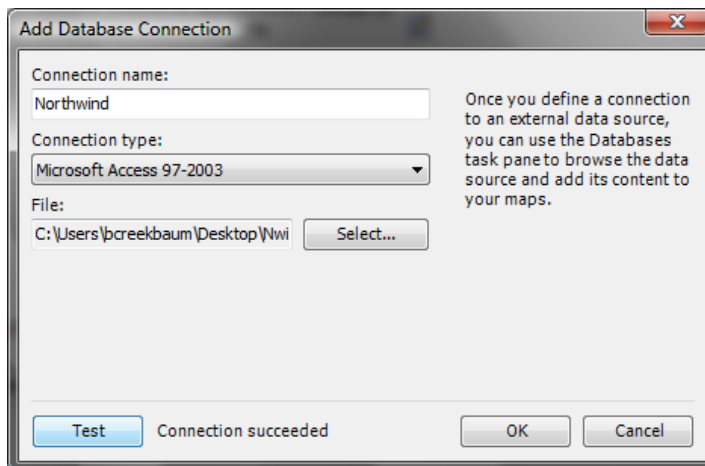 Add Database Connection
Connection name:
Northwind
Connection type:
Microsoft Access 97-2003
File:
C:\Users\bcreekbaum\Desktop\Nwi
Select...
Once you define a connection
to an external data source,
you can use the Databases
task pane to browse the data
source and add its content to
your maps.
Test
Connection succeeded
OK
Cancel